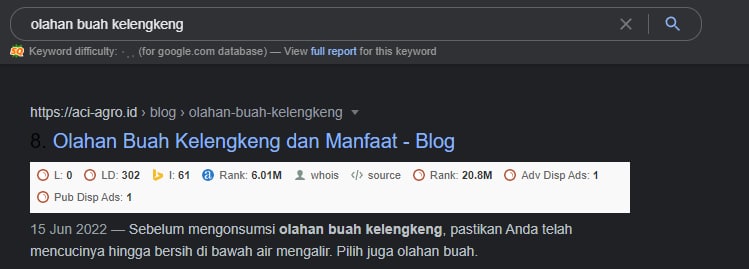 olahan buah kelengkeng
Keyword difficulty: (for google.com database) — View full report for this keyword
https://aci-agro.id › blog › olahan-buah-kelengkeng
8. Olahan Buah Kelengkeng dan Manfaat - Blog
L: 0 LD: 302 I: 61 Rank: 6.01M whois </> source Rank: 20.8M Adv Disp Ads: 1
Pub Disp Ads: 1
15 Jun 2022 — Sebelum mengonsumsi olahan buah kelengkeng, pastikan Anda telah
mencucinya hingga bersih di bawah air mengalir. Pilih juga olahan buah.